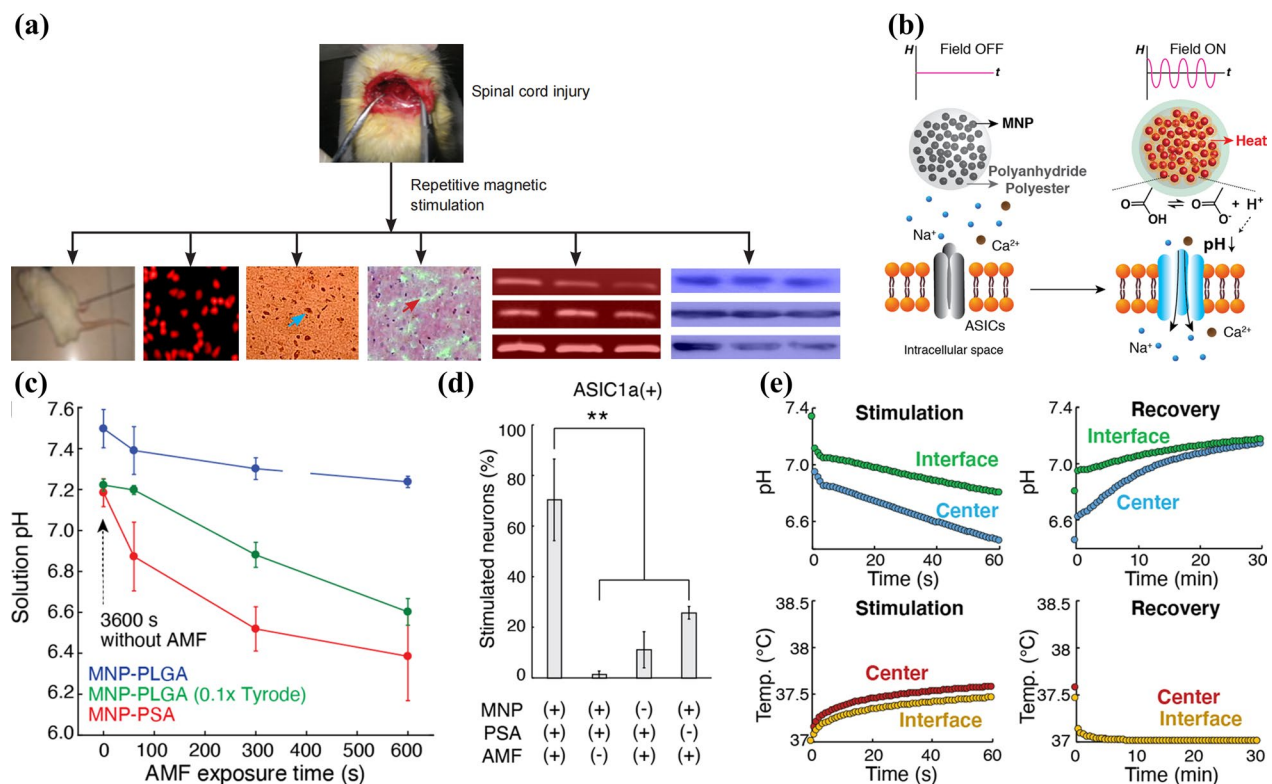 (a)
Spinal cord injury
Repetitive magnetic
stimulation
(b)
H
Field OFF
t
H
Field ON
t
MNP
Heat
Polyanhydride
Polyester
O
OH
⇌
O
O⁻
+ H⁺
Na⁺
Ca²⁺
pH↓
ASICs
Intracellular space
Na⁺
Ca²⁺
(c)
Solution pH
7.6
7.4
7.2
7.0
6.8
6.6
6.4
6.2
3600 s
without AMF
MNP-PLGA
MNP-PLGA (0.1x Tyrode)
MNP-PSA
0 100 200 300 400 500 600
AMF exposure time (s)
(d)
ASIC1a(+)
**
Stimulated neurons (%)
100
80
60
40
20
0
MNP (+) (+) (-) (+)
PSA (+) (+) (+) (-)
AMF (+) (-) (+) (+)
(e)
Stimulation
pH
7.4
7.0
6.6
Interface
Center
0 20 40 60
Time (s)
Recovery
pH
7.4
7.0
6.6
Interface
Center
0 10 20 30
Time (min)
Stimulation
Temp. (°C)
38.5
38
37.5
37
Center
Interface
0 20 40 60
Time (s)
Recovery
Temp. (°C)
38.5
38
37.5
37
Center
Interface
0 10 20 30
Time (min)